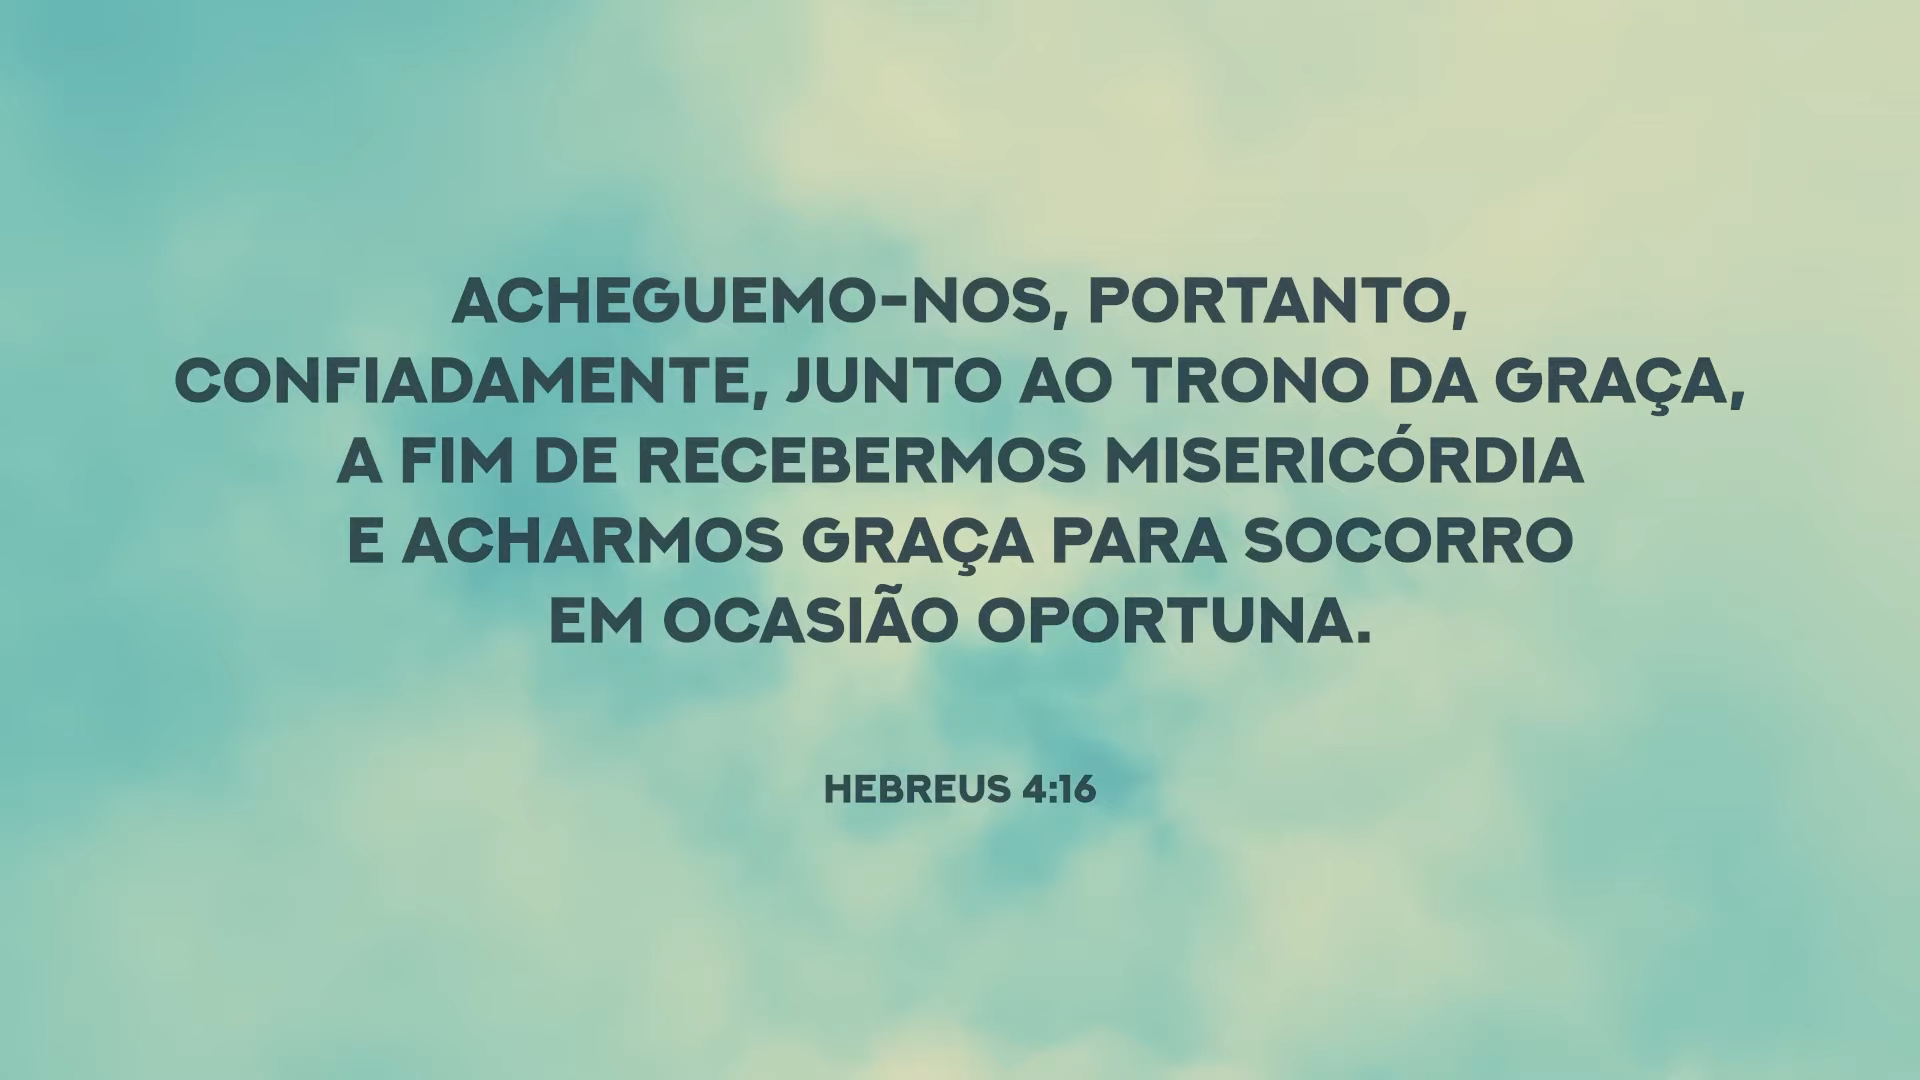 ACHEGUEMO-NOS, PORTANTO,
CONFIADAMENTE, JUNTO AO TRONO DA GRAÇA,
A FIM DE RECEBERMOS MISERICÓRDIA
E ACHARMOS GRAÇA PARA SOCORRO
EM OCASIÃO OPORTUNA.
HEBREUS 4:16